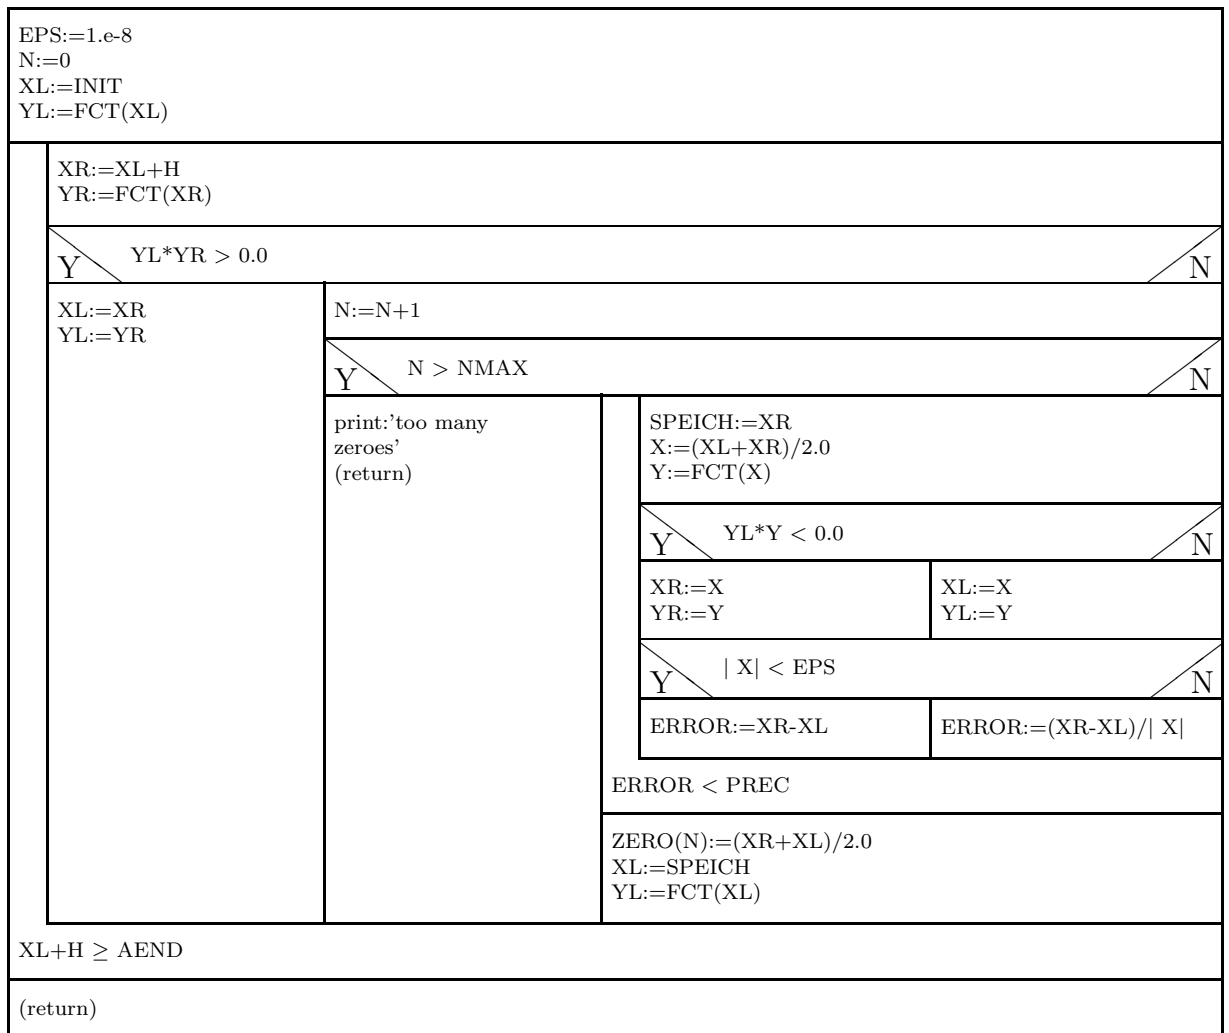 EPS:=1.e-8
N:=0
XL:=INIT
YL:=FCT(XL)
XR:=XL+H
YR:=FCT(XR)
Y YL*YR > 0.0 N
XL:=XR
YL:=YR
N:=N+1
Y N > NMAX N
print:'too many
zeroes'
(return)
SPEICH:=XR
X:=(XL+XR)/2.0
Y:=FCT(X)
Y YL*Y < 0.0 N
XR:=X
YR:=Y
XL:=X
YL:=Y
Y | X| < EPS N
ERROR:=XR-XL
ERROR:=(XR-XL)/| X|
ERROR < PREC
ZERO(N):=(XR+XL)/2.0
XL:=SPEICH
YL:=FCT(XL)
XL+H ≥ AEND
(return)